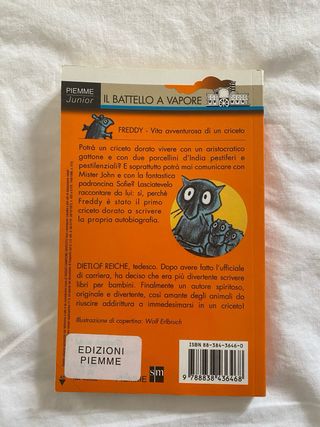 PIEMME
Junior
IL BATTELLO A VAPORE
FREDDY - Vita avventurosa di un criceto
Potrà un criceto dorato vivere con un aristocratico
gattone e con due porcellini d'India pestiferi e
pestilenziali? E soprattutto potrà mai comunicare con
Mister John e con la fantastica
padroncina Sofie? Lasciatevelo
raccontare da lui: sì, perché
Freddy è stato il primo
criceto dorato a scrivere
la propria autobiografia.
DIETLOF REICHE, tedesco. Dopo avere fatto l'ufficiale
di carriera, ha deciso che era più divertente scrivere
libri per bambini. Finalmente un autore spiritoso,
originale e divertente, così amante degli animali da
riuscire addirittura a immedesimarsi in un criceto!
Illustrazione di copertina: Wolf Erlbruch
ISBN 88-384-3646-0
EDIZIONI
PIEMME
sm
9 788838 436468